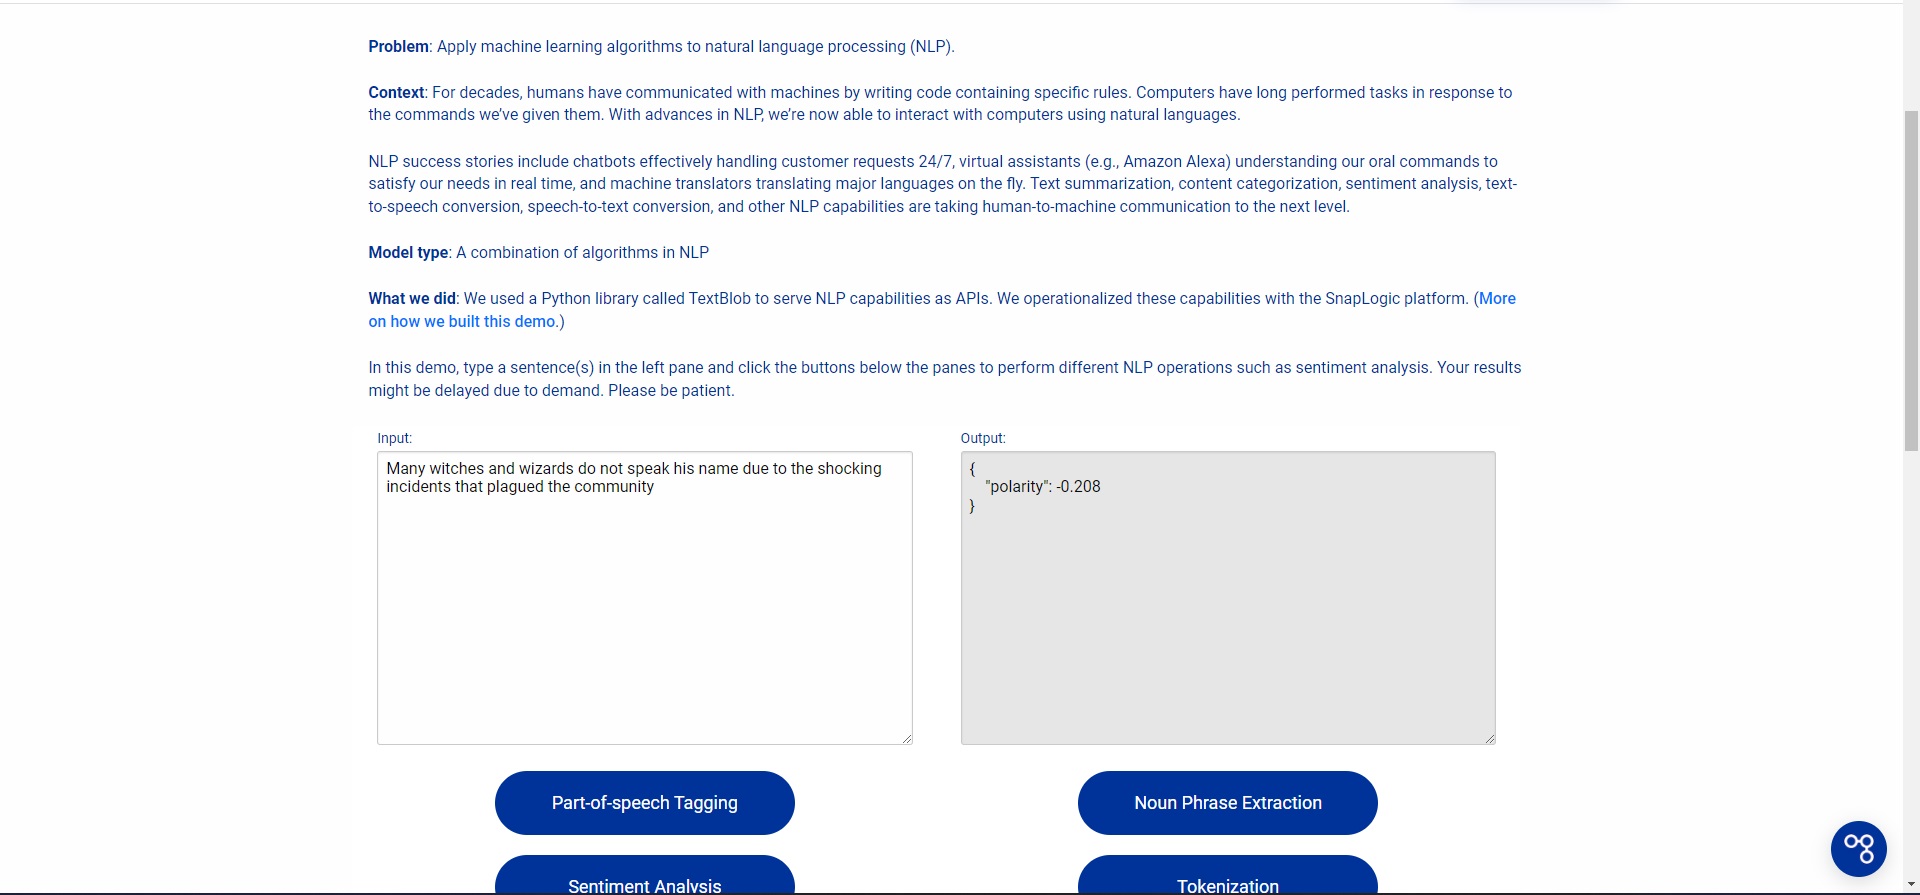 Problem: Apply machine learning algorithms to natural language processing (NLP).
Context: For decades, humans have communicated with machines by writing code containing specific rules. Computers have long performed tasks in response to
the commands we’ve given them. With advances in NLP, we’re now able to interact with computers using natural languages.
NLP success stories include chatbots effectively handling customer requests 24/7, virtual assistants (e.g., Amazon Alexa) understanding our oral commands to
satisfy our needs in real time, and machine translators translating major languages on the fly. Text summarization, content categorization, sentiment analysis, text-
to-speech conversion, speech-to-text conversion, and other NLP capabilities are taking human-to-machine communication to the next level.
Model type: A combination of algorithms in NLP
What we did: We used a Python library called TextBlob to serve NLP capabilities as APIs. We operationalized these capabilities with the SnapLogic platform. (More
on how we built this demo.)
In this demo, type a sentence(s) in the left pane and click the buttons below the panes to perform different NLP operations such as sentiment analysis. Your results
might be delayed due to demand. Please be patient.
Input:
Many witches and wizards do not speak his name due to the shocking
incidents that plagued the community
Output:
{
"polarity": -0.208
}
Part-of-speech Tagging
Noun Phrase Extraction
Sentiment Analysis
Tokenization